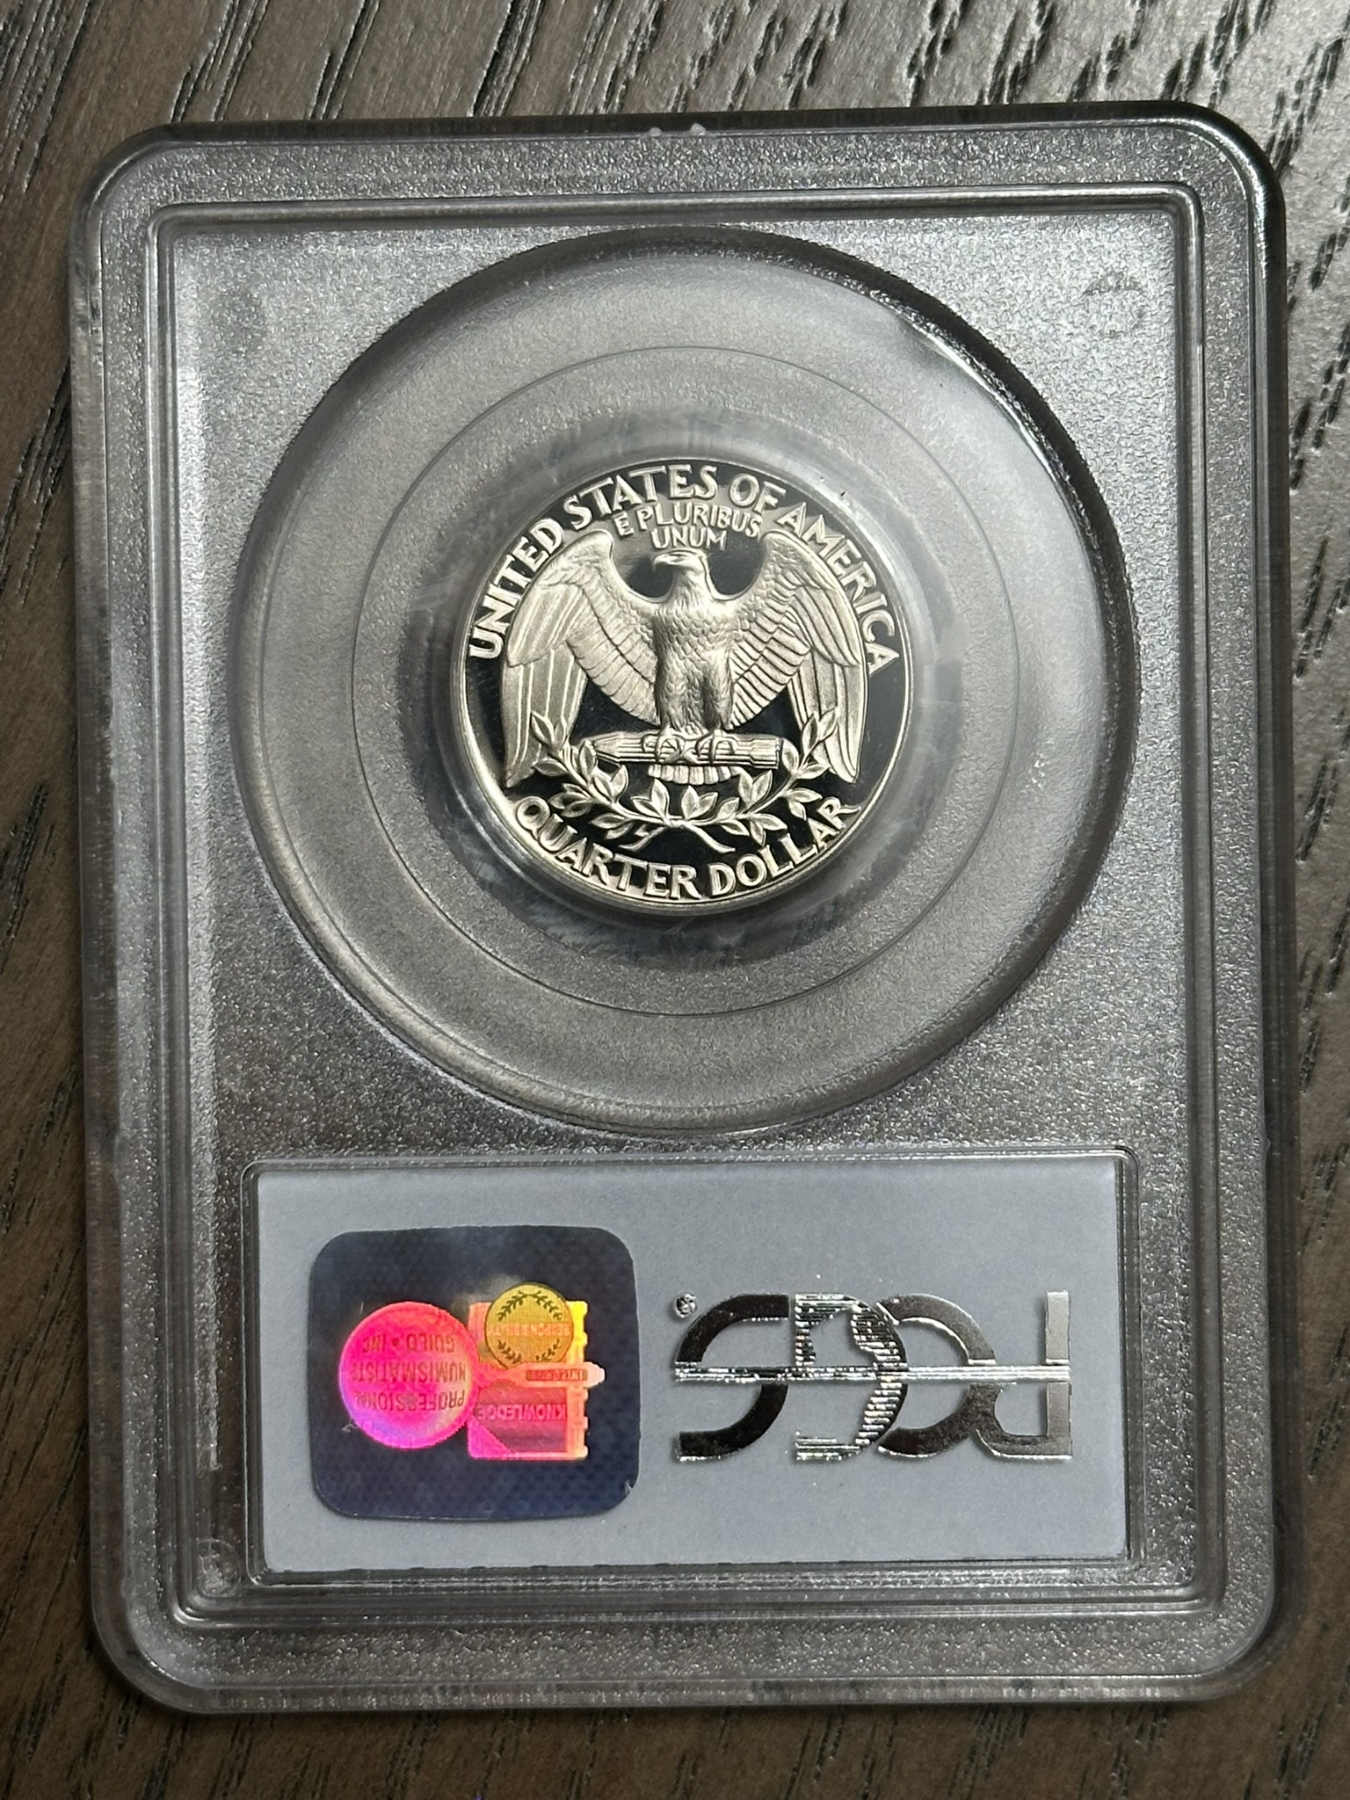 UNITED STATES OF AMERICA
E PLURIBUS
UNUM
QUARTER DOLLAR
PCGS
®
PROFESSIONAL
NUMISMATISTS
GUILD • INC
KNOWLEDGE